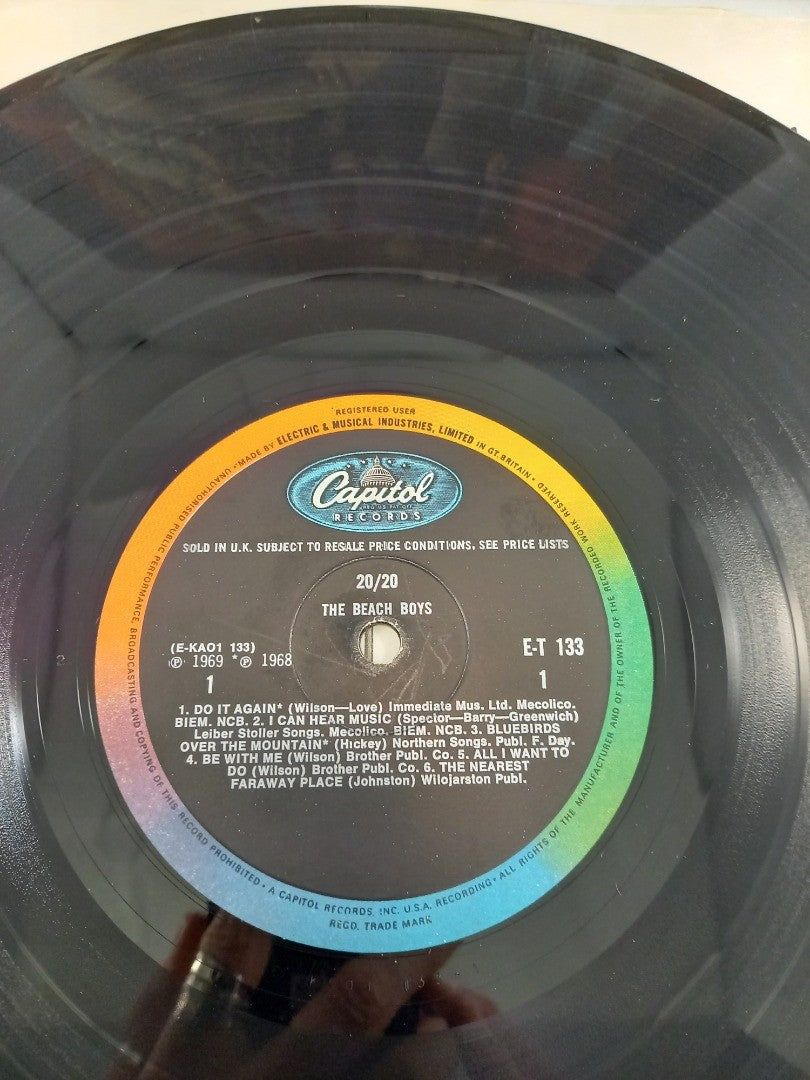 REGISTERED USER
• MADE BY ELECTRIC & MUSICAL INDUSTRIES, LIMITED IN GT. BRITAIN •
Capitol
REG. U.S. PAT. OFF.
RECORDS
SOLD IN U.K. SUBJECT TO RESALE PRICE CONDITIONS, SEE PRICE LISTS
20/20
THE BEACH BOYS
(E-KAO1 133)
E-T 133
℗ 1969 *℗ 1968
1
1
1. DO IT AGAIN* (Wilson—Love) Immediate Mus. Ltd. Mecolico.
BIEM. NCB. 2. I CAN HEAR MUSIC (Spector—Barry—Greenwich)
Leiber Stoller Songs. Mecolico. BIEM. NCB. 3. BLUEBIRDS
OVER THE MOUNTAIN* (Hickey) Northern Songs. Publ. F. Day.
4. BE WITH ME (Wilson) Brother Publ. Co. 5. ALL I WANT TO
DO (Wilson) Brother Publ. Co. 6. THE NEAREST
FARAWAY PLACE (Johnston) Wilojarston Publ.
UNAUTHORISED PUBLIC PERFORMANCE, BROADCASTING AND COPYING OF THIS RECORD PROHIBITED •
A CAPITOL RECORDS, INC. U.S.A. RECORDING •
ALL RIGHTS OF THE MANUFACTURER AND OF THE OWNER OF THE RECORDED WORK RESERVED
REGD. TRADE MARK